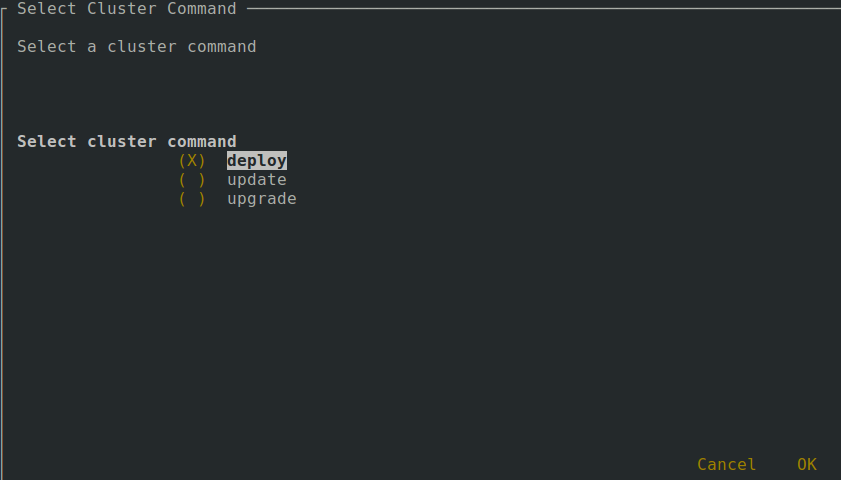 Select Cluster Command
Select a cluster command
Select cluster command
(X) deploy
( ) update
( ) upgrade
Cancel OK